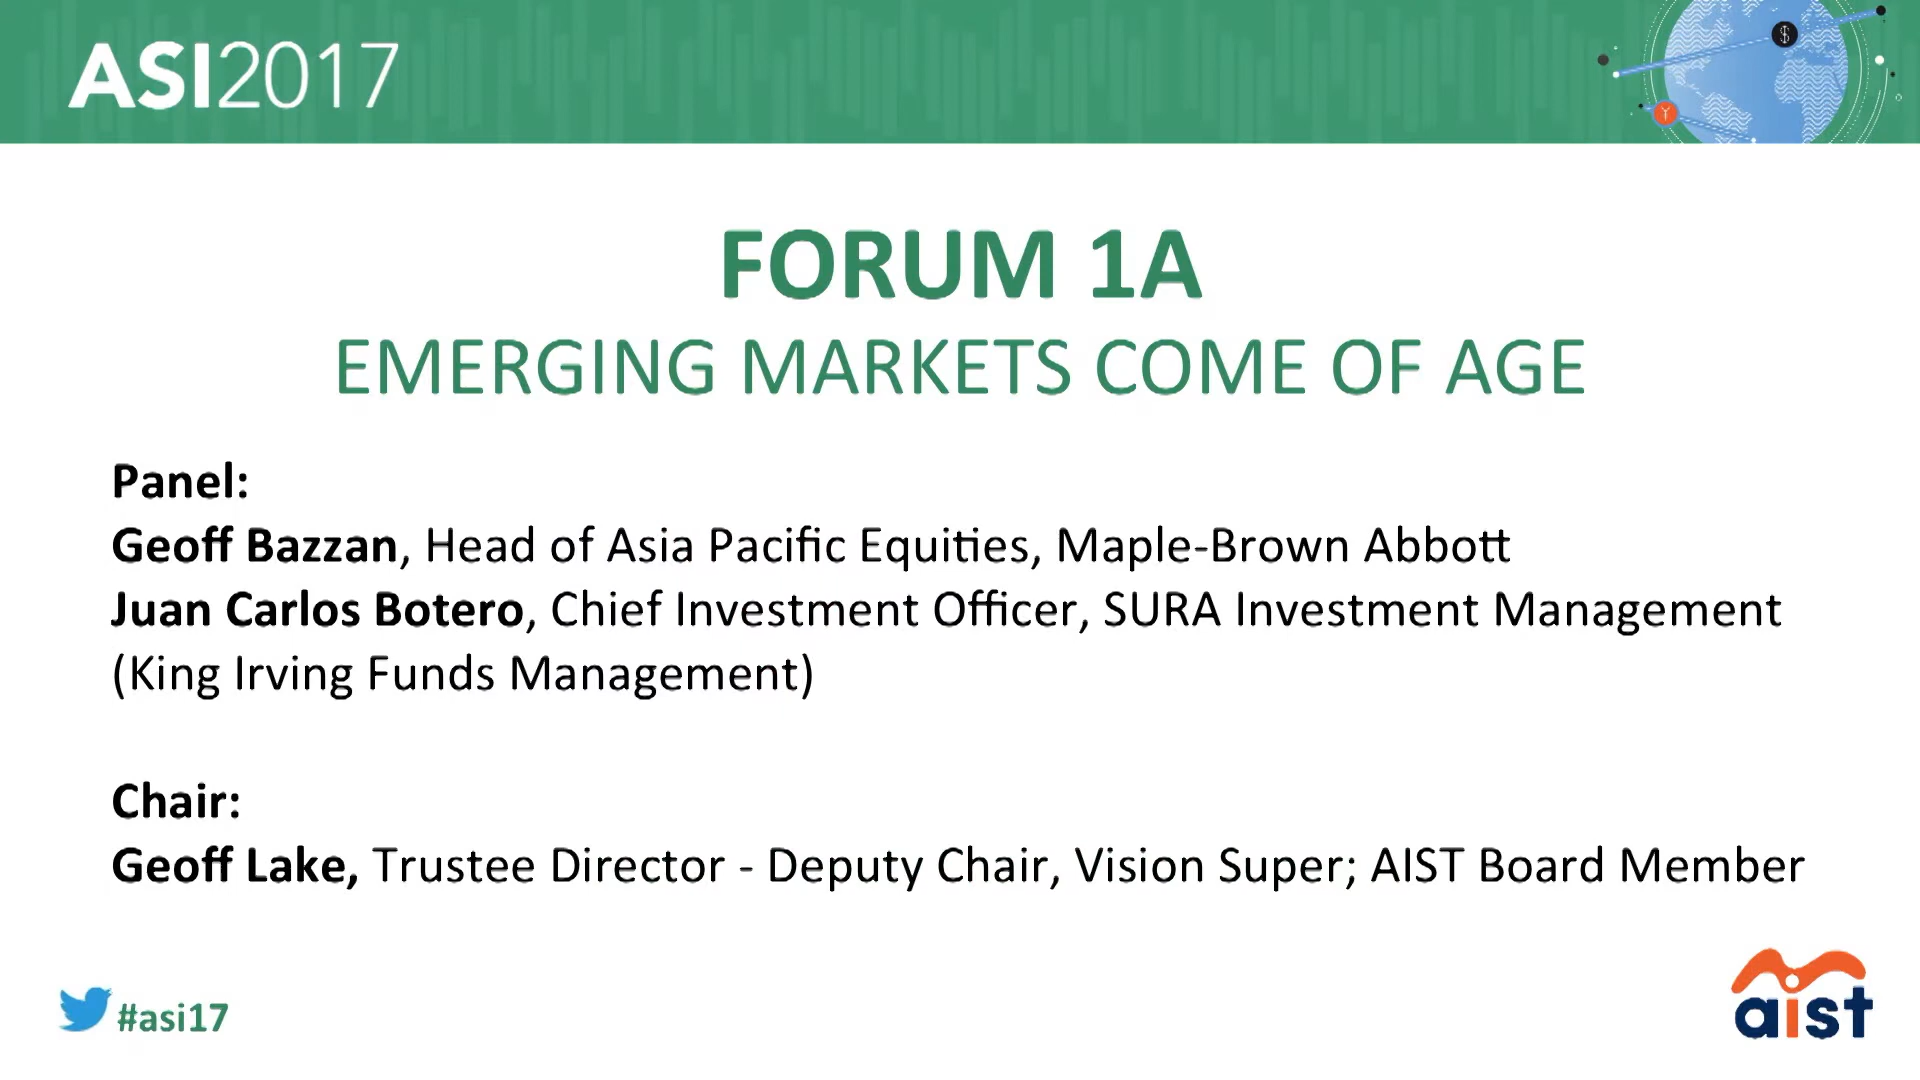 ASI2017
FORUM 1A
EMERGING MARKETS COME OF AGE
Panel:
Geoff Bazzan, Head of Asia Pacific Equities, Maple-Brown Abbott
Juan Carlos Botero, Chief Investment Officer, SURA Investment Management
(King Irving Funds Management)
Chair:
Geoff Lake, Trustee Director - Deputy Chair, Vision Super; AIST Board Member
#asi17
aist